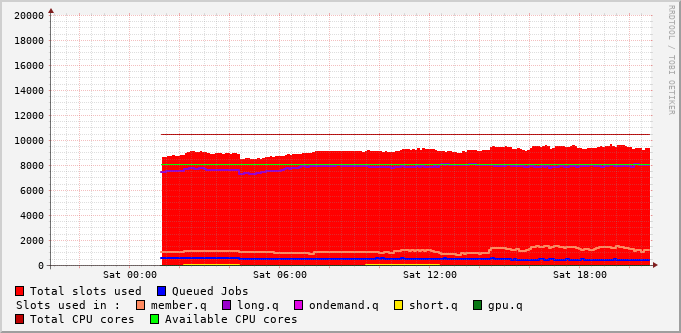 20000
18000
16000
14000
12000
10000
8000
6000
4000
2000
0
Sat 00:00 Sat 06:00 Sat 12:00 Sat 18:00
RRDTOOL / TOBI OETIKER
Total slots used Queued Jobs
Slots used in : member.q long.q ondemand.q short.q gpu.q
Total CPU cores Available CPU cores